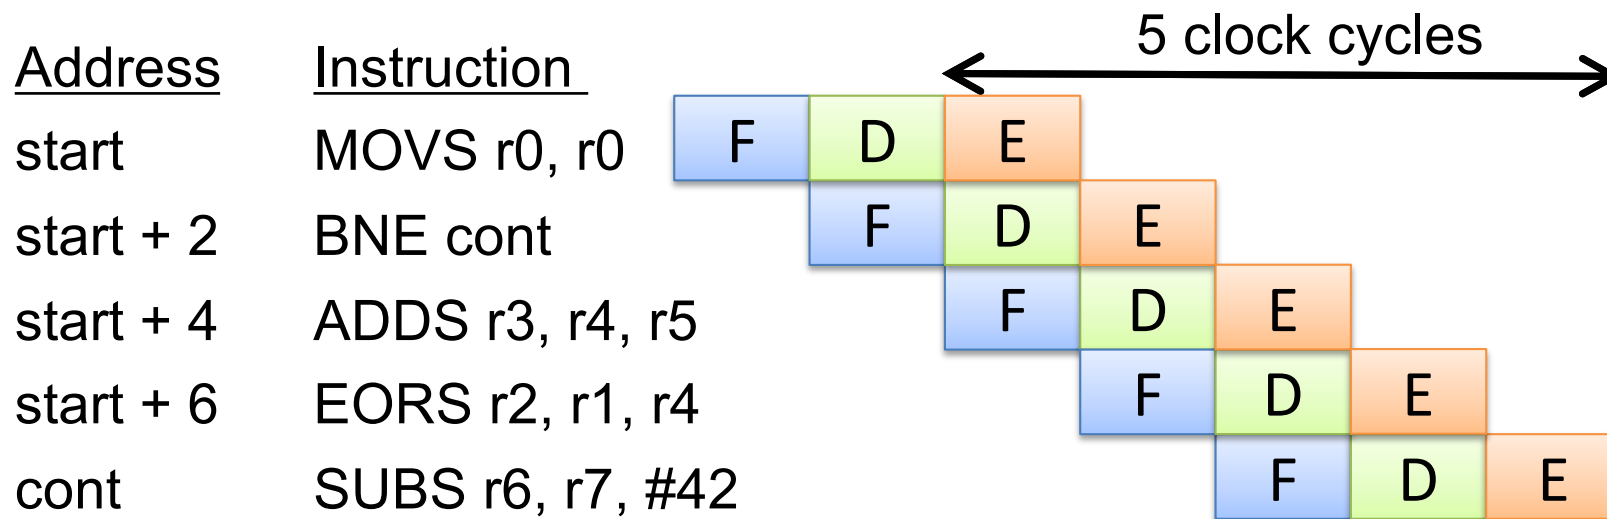 5 clock cycles
Address Instruction
start MOVS r0, r0 F D E
start + 2 BNE cont F D E
start + 4 ADDS r3, r4, r5 F D E
start + 6 EORS r2, r1, r4 F D E
cont SUBS r6, r7, #42 F D E